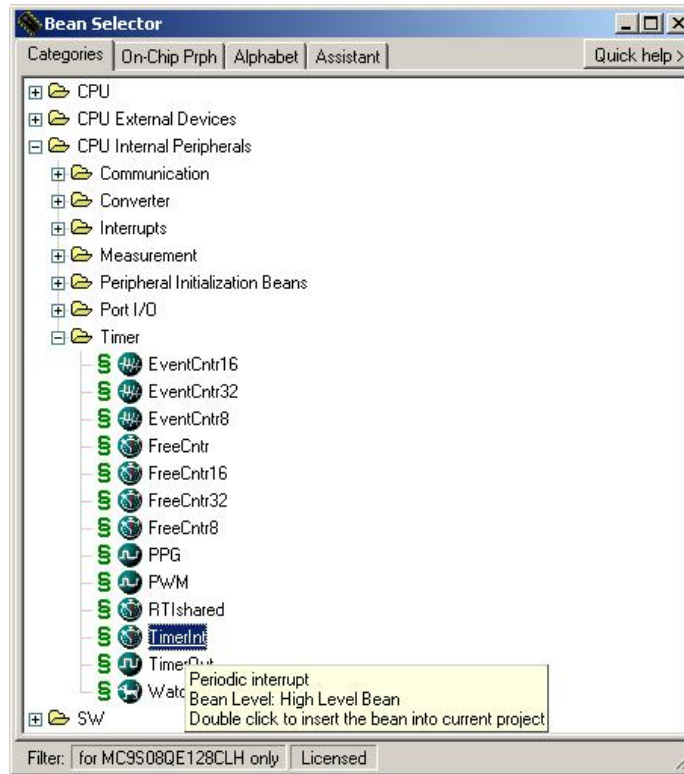 Bean Selector
Categories On-Chip Prph Alphabet Assistant Quick help >
CPU
CPU External Devices
CPU Internal Peripherals
Communication
Converter
Interrupts
Measurement
Peripheral Initialization Beans
Port I/O
Timer
EventCntr16
EventCntr32
EventCntr8
FreeCntr
FreeCntr16
FreeCntr32
FreeCntr8
PPG
PWM
RTIshared
TimerInt
TimerOut
Periodic interrupt
Bean Level: High Level Bean
Double click to insert the bean into current project
SW
Filter: for MC9S08QE128CLH only Licensed